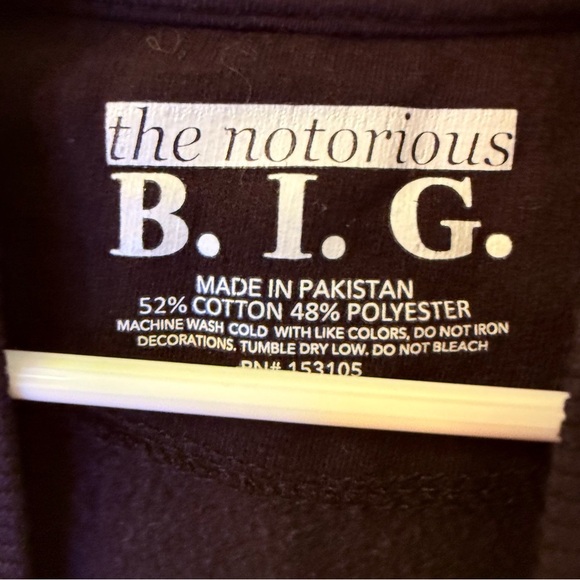 the notorious
B. I. G.
MADE IN PAKISTAN
52% COTTON 48% POLYESTER
MACHINE WASH COLD WITH LIKE COLORS, DO NOT IRON
DECORATIONS. TUMBLE DRY LOW. DO NOT BLEACH
RN# 153105